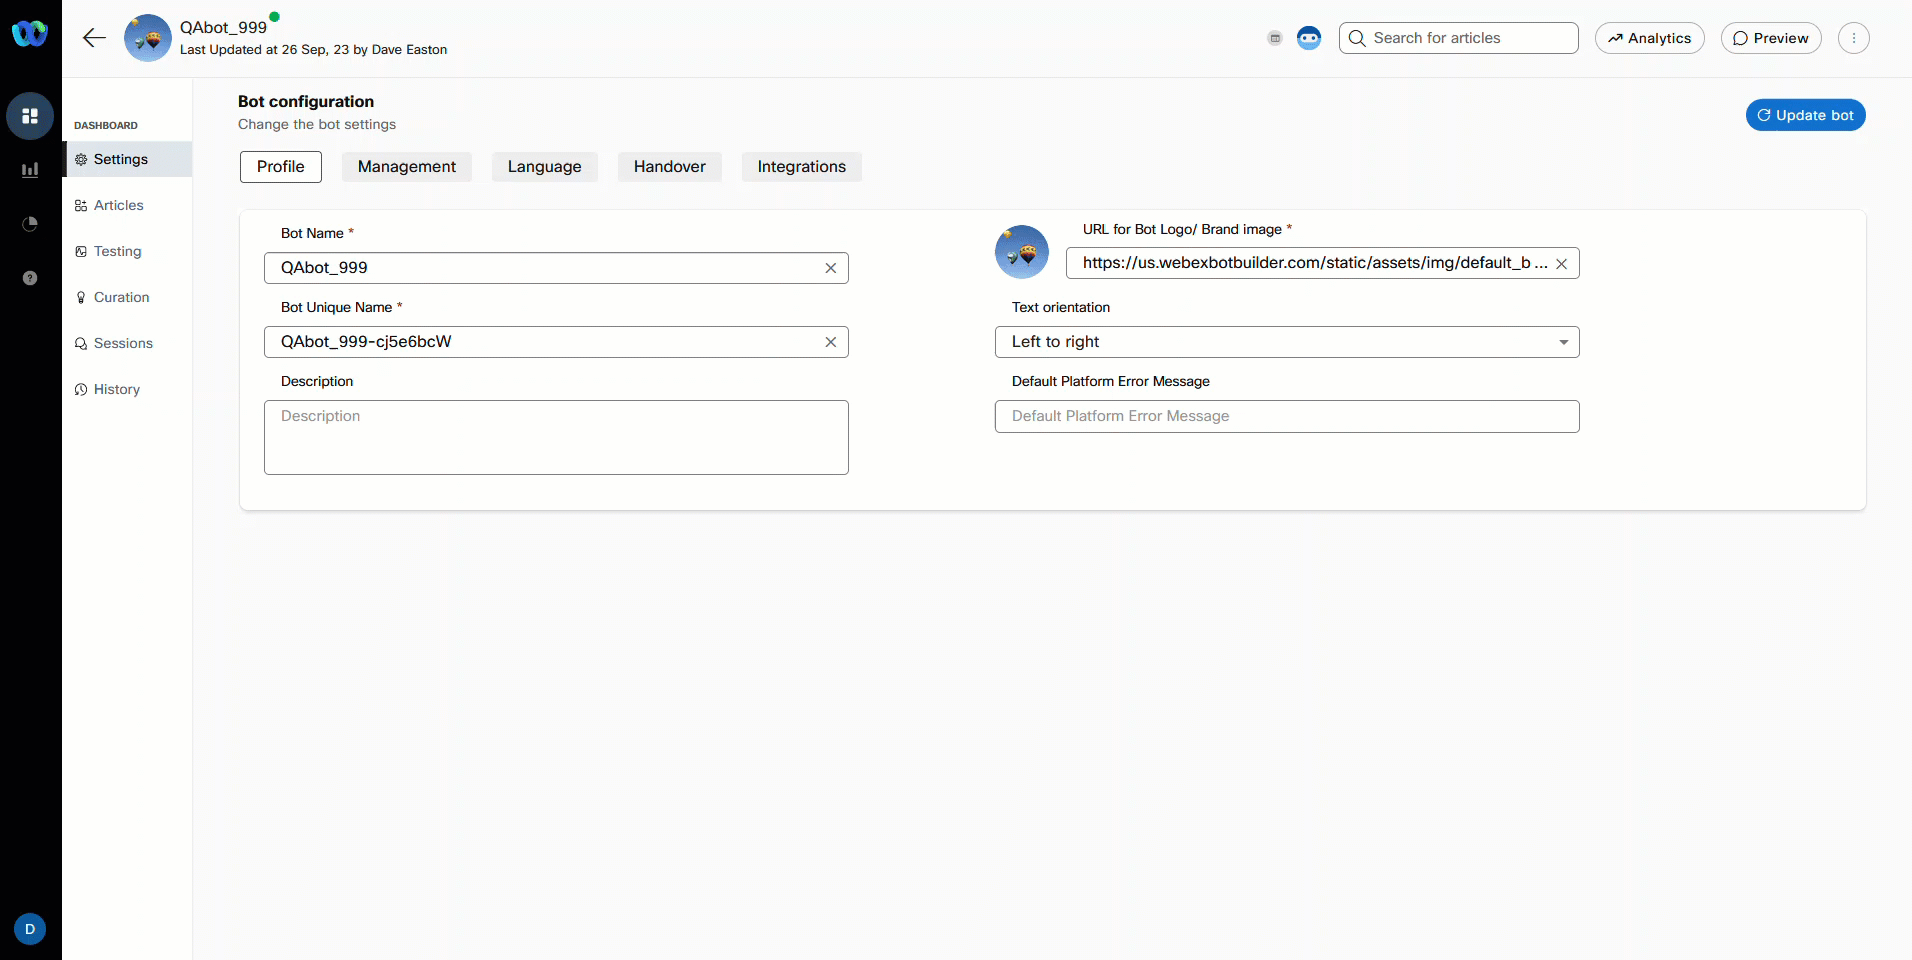 QAbot_999
Last Updated at 26 Sep, 23 by Dave Easton
Search for articles
Analytics
Preview
DASHBOARD
Settings
Articles
Testing
Curation
Sessions
History
D
Bot configuration
Change the bot settings
Update bot
Profile
Management
Language
Handover
Integrations
Bot Name *
QAbot_999
Bot Unique Name *
QAbot_999-cj5e6bcW
Description
Description
URL for Bot Logo/ Brand image *
https://us.webexbotbuilder.com/static/assets/img/default_b ...
Text orientation
Left to right
Default Platform Error Message
Default Platform Error Message